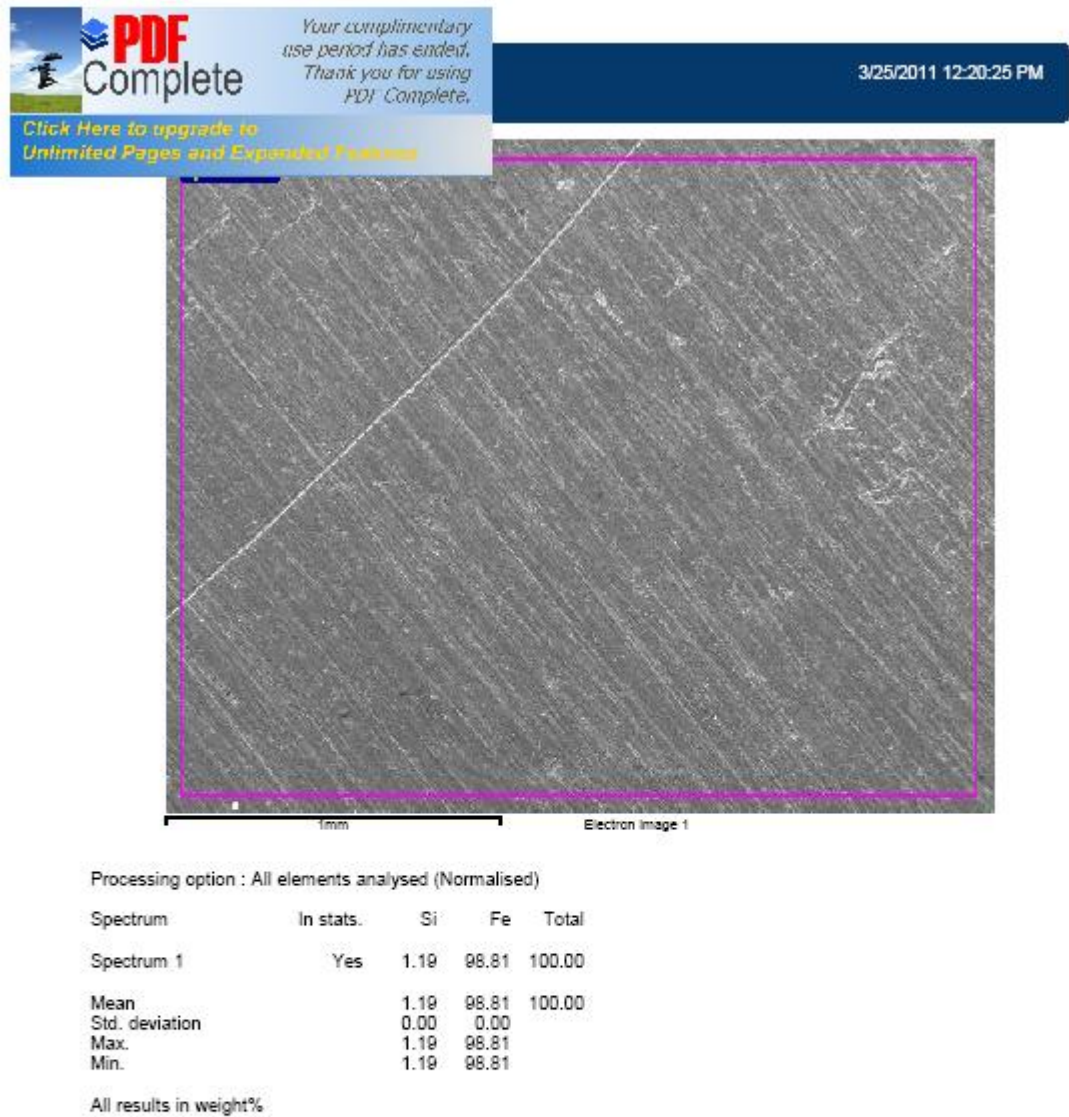 PDF
Complete
Your complimentary
use period has ended.
Thank you for using
PDF Complete.
Click Here to upgrade to
Unlimited Pages and Expanded Features
3/25/2011 12:20:25 PM
1mm
Electron Image 1
Processing option : All elements analysed (Normalised)
Spectrum In stats. Si Fe Total
Spectrum 1 Yes 1.19 98.81 100.00
Mean 1.19 98.81 100.00
Std. deviation 0.00 0.00
Max. 1.19 98.81
Min. 1.19 98.81
All results in weight%